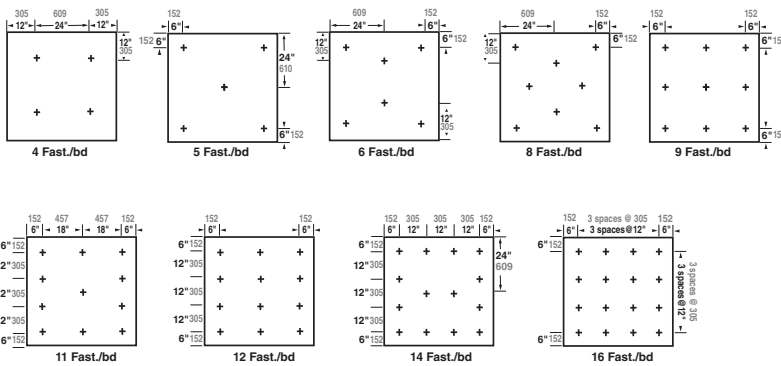 305 609 305
12" 24" 12"
12"
305
4 Fast./bd
152
6"
152 6"
24"
610
6" 152
5 Fast./bd
609 152
24" 6"
12"
305
6" 152
12"
305
6 Fast./bd
609 152
24" 6"
12"
305
6" 152
8 Fast./bd
152 152
6" 6"
6" 15
6" 15
9 Fast./bd
152 457 457 152
6" 18" 18" 6"
6" 152
2" 305
2" 305
2" 305
6" 152
11 Fast./bd
152 152
6" 6"
6" 152
12" 305
12" 305
12" 305
6" 152
12 Fast./bd
152 305 305 305 152
6" 12" 12" 12" 6"
6" 152
12" 305
12" 305
12" 305
6" 152
24"
609
14 Fast./bd
152 3 spaces @ 305 152
6" 3 spaces@12" 6"
6" 152
6" 152
3 spaces@12"
3 spaces @ 305
16 Fast./bd